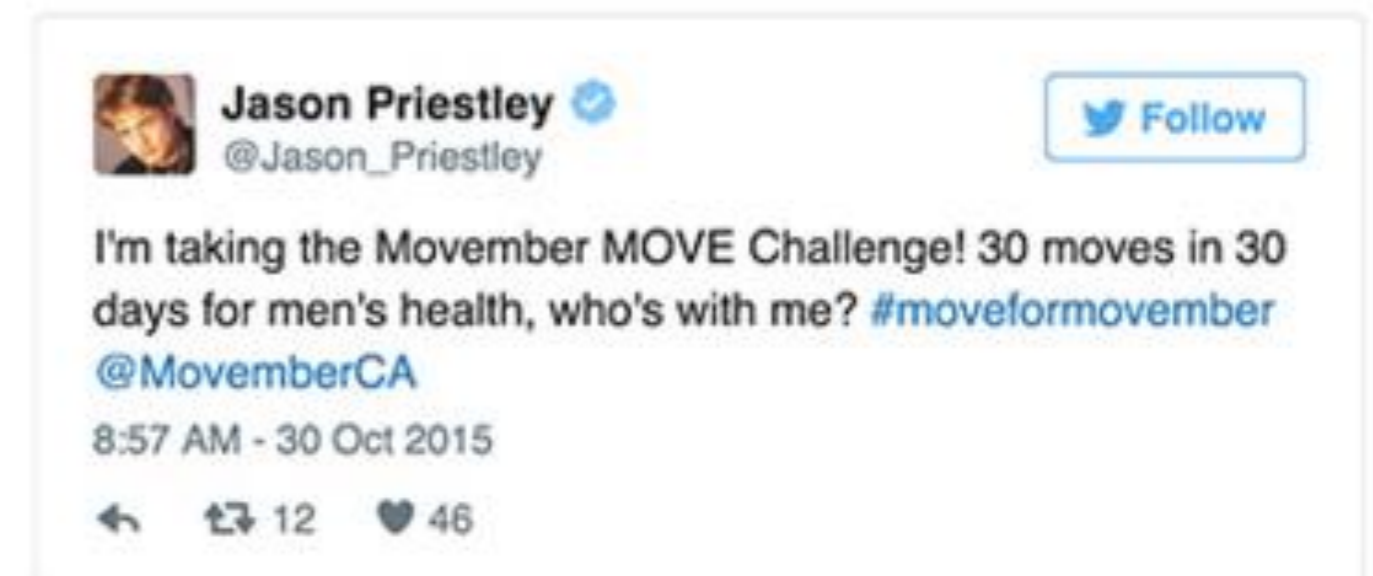 Jason Priestley
@Jason_Priestley
Follow
I'm taking the Movember MOVE Challenge! 30 moves in 30
days for men's health, who's with me? #moveformovember
@MovemberCA
8:57 AM - 30 Oct 2015
12 46